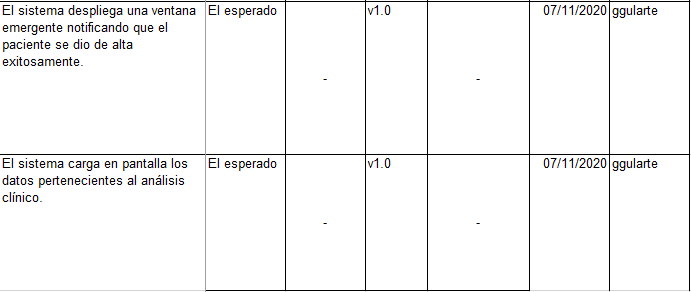 El sistema despliega una ventana El esperado v1.0 07/11/2020 ggularte
emergente notificando que el
paciente se dio de alta
exitosamente.
- -
El sistema carga en pantalla los El esperado v1.0 07/11/2020 ggularte
datos pertenecientes al análisis
clínico.
- -